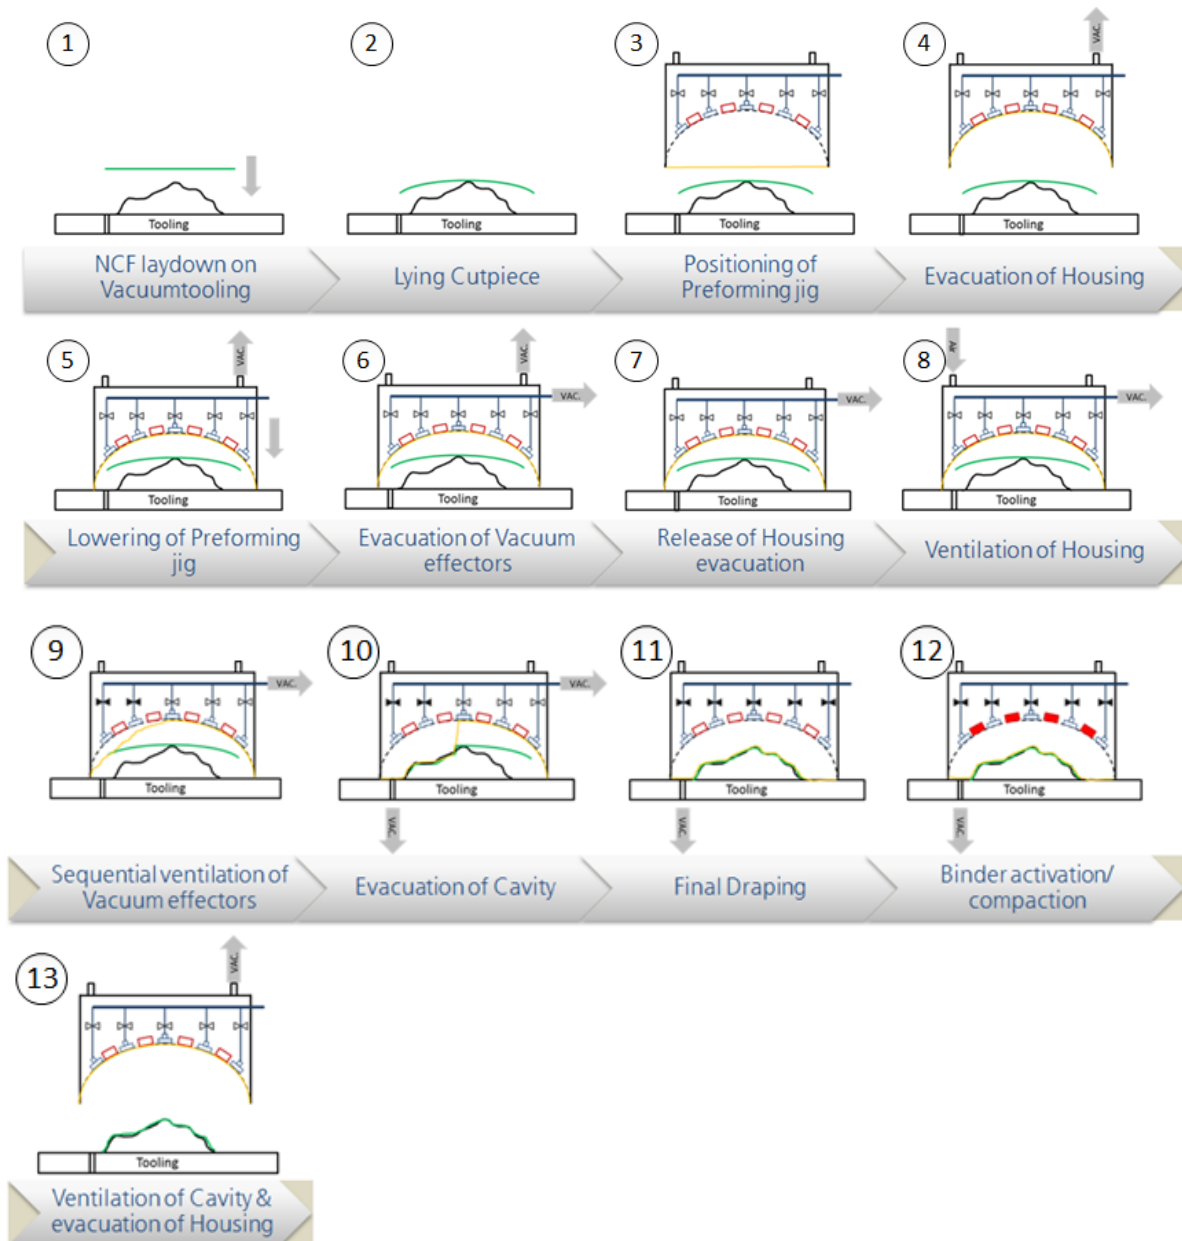 1
2
3
4
VAC.
Tooling
Tooling
Tooling
Tooling
NCF laydown on
Vacuumtooling
Lying Cutpiece
Positioning of
Preforming jig
Evacuation of Housing
5
6
7
8
VAC.
VAC.
Air
VAC.
VAC.
VAC.
Tooling
Tooling
Tooling
Tooling
Lowering of Preforming
jig
Evacuation of Vacuum
effectors
Release of Housing
evacuation
Ventilation of Housing
9
10
11
12
VAC.
VAC.
Tooling
Tooling
Tooling
Tooling
VAC.
VAC.
VAC.
Sequential ventilation of
Vacuum effectors
Evacuation of Cavity
Final Draping
Binder activation/
compaction
13
VAC.
Tooling
Ventilation of Cavity &
evacuation of Housing